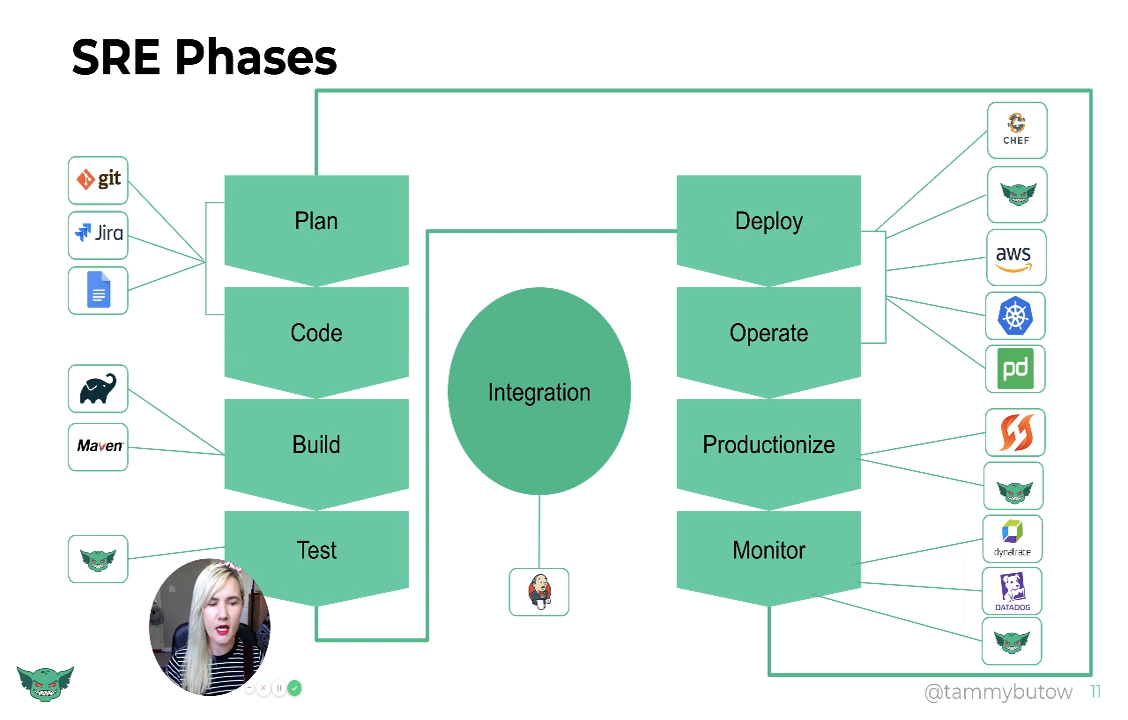 SRE Phases
CHEF
git
Jira
aws
pd
Maven
dynatrace
DATADOG
Plan
Code
Build
Test
Integration
Deploy
Operate
Productionize
Monitor
@tammybutow 11